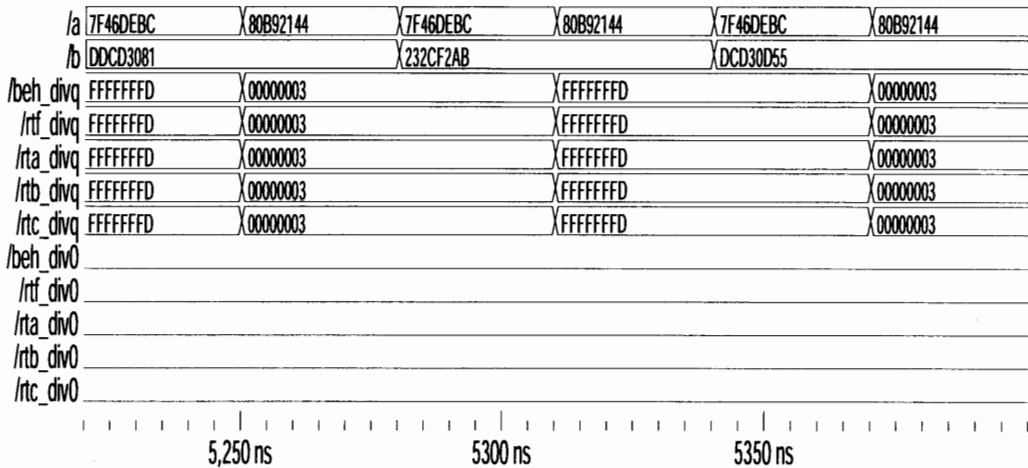 /a 7F46DEBC 80B92144 7F46DEBC 80B92144 7F46DEBC 80B92144
/b DDCD3081 232CF2AB DCD30D55
/beh_divq FFFFFFFD 00000003 FFFFFFFD 00000003
/rtf_divq FFFFFFFD 00000003 FFFFFFFD 00000003
/rta_divq FFFFFFFD 00000003 FFFFFFFD 00000003
/rtb_divq FFFFFFFD 00000003 FFFFFFFD 00000003
/rtc_divq FFFFFFFD 00000003 FFFFFFFD 00000003
/beh_div0
/rtf_div0
/rta_div0
/rtb_div0
/rtc_div0
5,250 ns 5300 ns 5350 ns